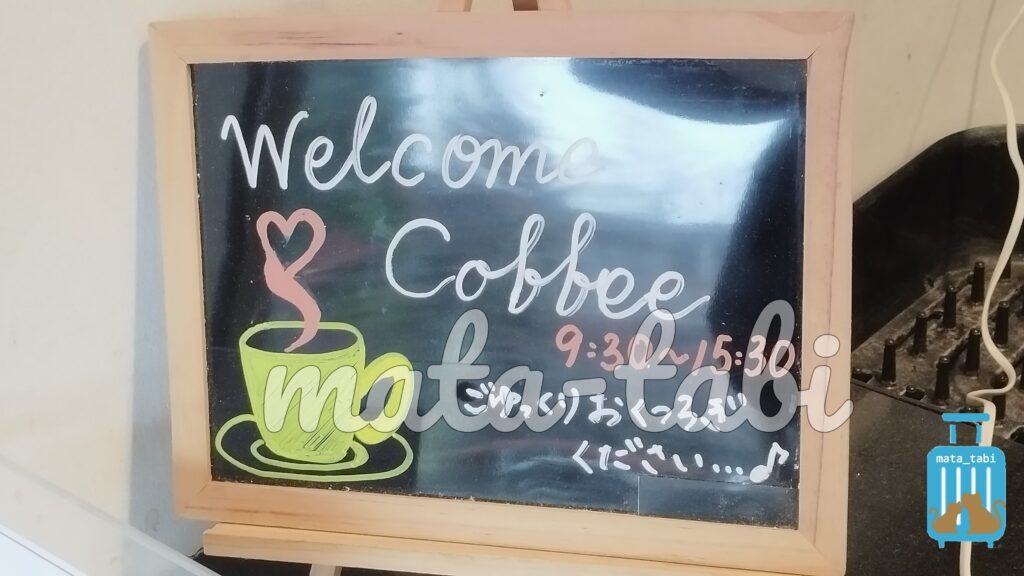 Welcome
Coffee
9:30~15:30
ごゆっくりおくつろぎ
ください...♪
mata-tabi
mata_tabi